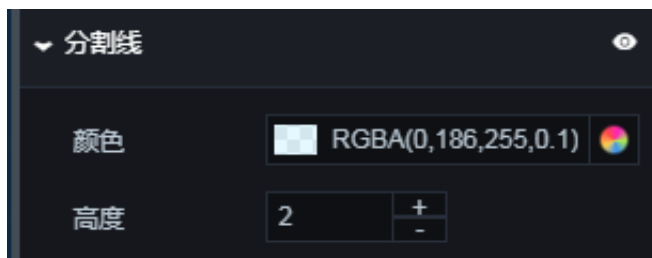 分割线
颜色 RGBA(0,186,255,0.1)
高度 2 + -